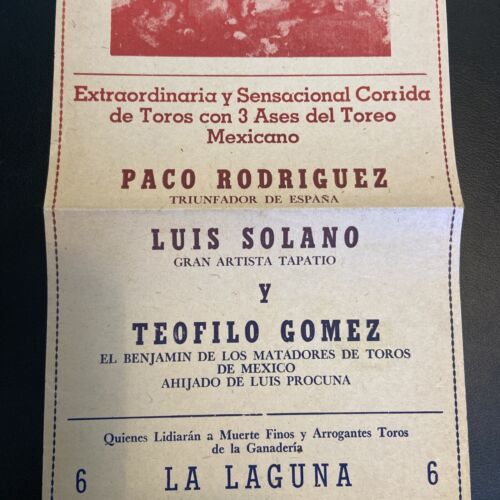 Extraordinaria y Sensacional Corrida
de Toros con 3 Ases del Toreo
Mexicano
PACO RODRIGUEZ
TRIUNFADOR DE ESPAÑA
LUIS SOLANO
GRAN ARTISTA TAPATIO
Y
TEOFILO GOMEZ
EL BENJAMIN DE LOS MATADORES DE TOROS
DE MEXICO
AHIJADO DE LUIS PROCUNA
Quienes Lidiarán a Muerte Finos y Arrogantes Toros
de la Ganadería
6 LA LAGUNA 6